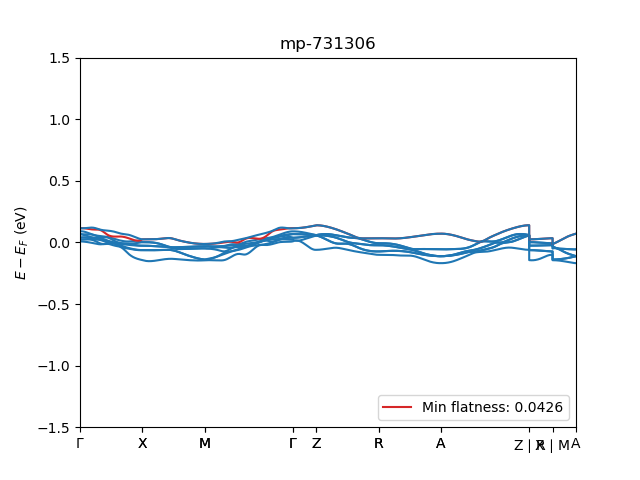 mp-731306
E − E_F (eV)
1.5
1.0
0.5
0.0
−0.5
−1.0
−1.5
Min flatness: 0.0426
Γ X M Γ Z R A Z | X R | M A